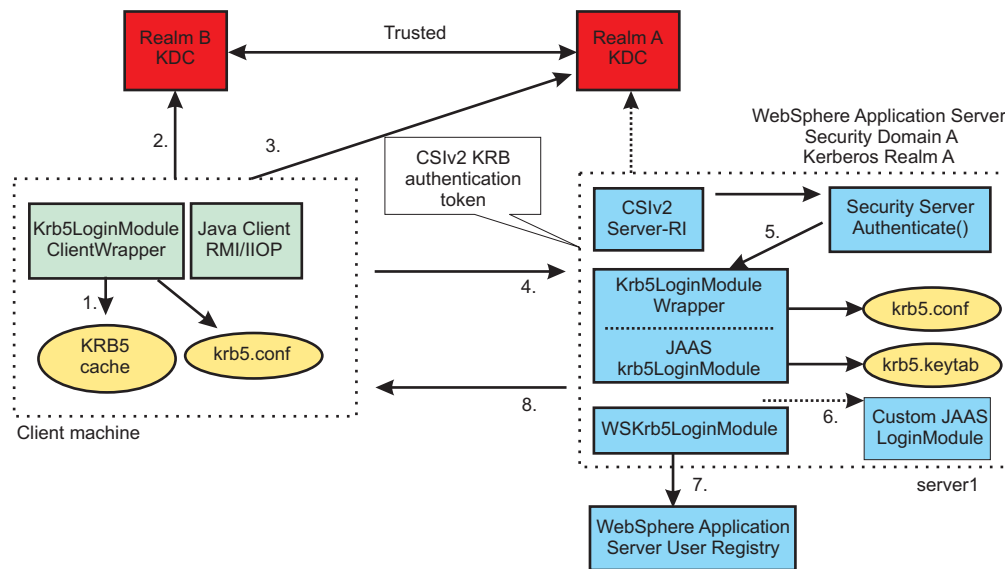 Realm B
KDC
Trusted
Realm A
KDC
2.
3.
WebSphere Application Server
Security Domain A
Kerberos Realm A
CSIv2 KRB
authentication
token
Krb5LoginModule
ClientWrapper
Java Client
RMI/IIOP
CSIv2
Server-RI
Security Server
Authenticate()
5.
1.
4.
Krb5LoginModule
Wrapper
JAAS
krb5LoginModule
krb5.conf
krb5.keytab
KRB5
cache
krb5.conf
8.
6.
WSKrb5LoginModule
Custom JAAS
LoginModule
Client machine
7.
server1
WebSphere Application
Server User Registry